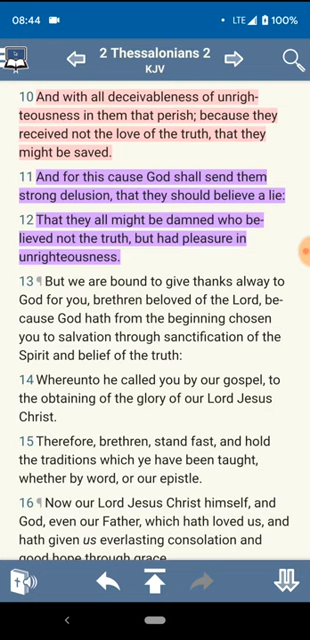 08:44 LTE 100%
2 Thessalonians 2
KJV
10 And with all deceivableness of unrigh-
teousness in them that perish; because they
received not the love of the truth, that they
might be saved.
11 And for this cause God shall send them
strong delusion, that they should believe a lie:
12 That they all might be damned who be-
lieved not the truth, but had pleasure in
unrighteousness.
13 ¶ But we are bound to give thanks alway to
God for you, brethren beloved of the Lord, be-
cause God hath from the beginning chosen
you to salvation through sanctification of the
Spirit and belief of the truth:
14 Whereunto he called you by our gospel, to
the obtaining of the glory of our Lord Jesus
Christ.
15 Therefore, brethren, stand fast, and hold
the traditions which ye have been taught,
whether by word, or our epistle.
16 ¶ Now our Lord Jesus Christ himself, and
God, even our Father, which hath loved us, and
hath given us everlasting consolation and
good hope through grace